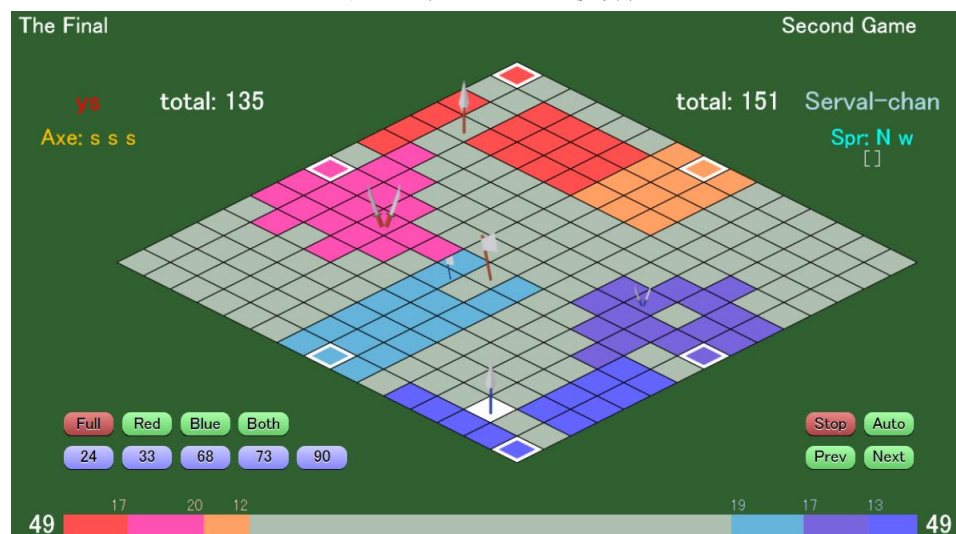 The Final
Second Game
ys total: 135
total: 151 Serval-chan
Axe: s s s
Spr: N w
[]
Full Red Blue Both
Stop Auto
24 33 68 73 90
Prev Next
17 20 12 19 17 13
49 49